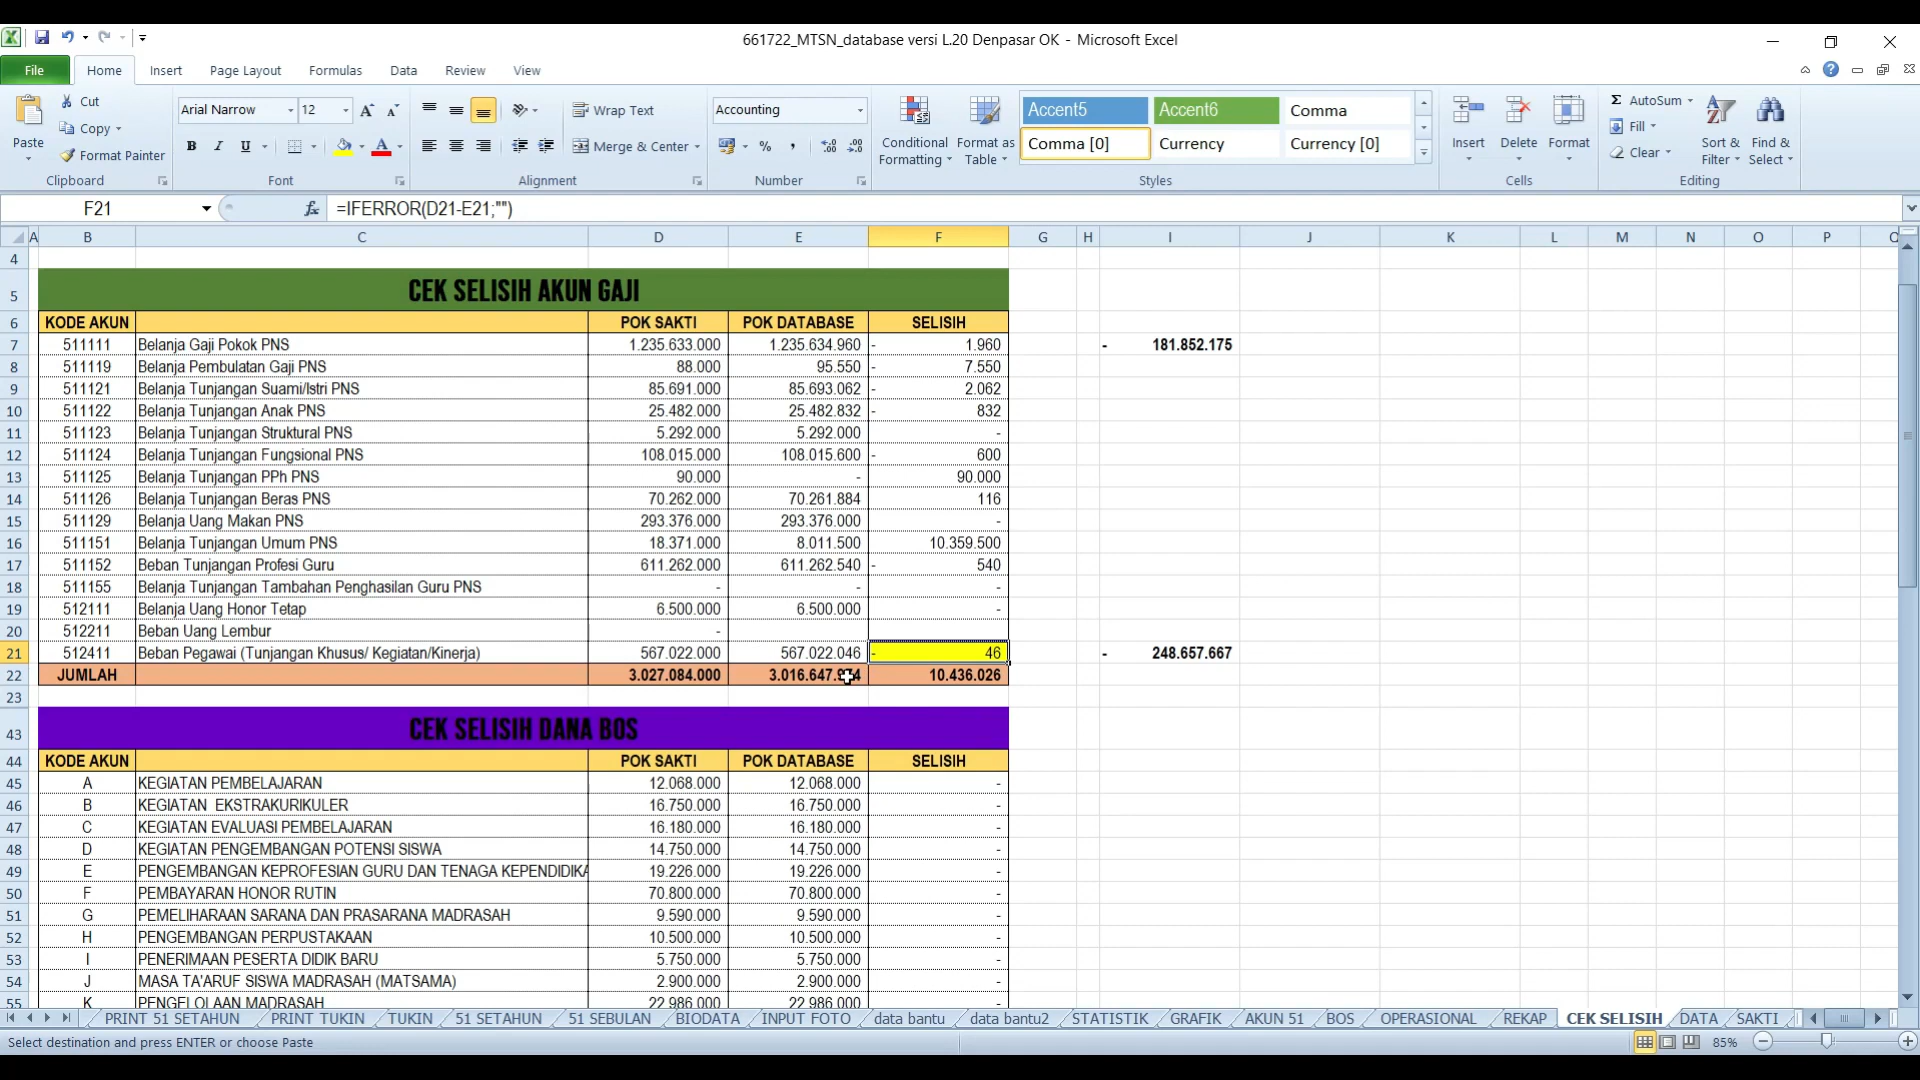 661722_MTSN_database versi L.20 Denpasar OK - Microsoft Excel
File Home Insert Page Layout Formulas Data Review View
Paste Cut Copy Format Painter Clipboard
Arial Narrow 12 B I U A Font
Wrap Text Merge & Center Alignment
Accounting % , Number
Conditional Formatting Format as Table
Accent5 Accent6 Comma
Comma [0] Currency Currency [0]
Styles
Insert Delete Format Cells
Σ AutoSum Fill Clear Sort & Filter Find & Select Editing
F21 fx =IFERROR(D21-E21;"")
A B C D E F G H I J K L M N O P
4
5 CEK SELISIH AKUN GAJI
6 KODE AKUN POK SAKTI POK DATABASE SELISIH
7 511111 Belanja Gaji Pokok PNS 1.235.633.000 1.235.634.960 - 1.960 - 181.852.175
8 511119 Belanja Pembulatan Gaji PNS 88.000 95.550 - 7.550
9 511121 Belanja Tunjangan Suami/Istri PNS 85.691.000 85.693.062 - 2.062
10 511122 Belanja Tunjangan Anak PNS 25.482.000 25.482.832 - 832
11 511123 Belanja Tunjangan Struktural PNS 5.292.000 5.292.000 -
12 511124 Belanja Tunjangan Fungsional PNS 108.015.000 108.015.600 - 600
13 511125 Belanja Tunjangan PPh PNS 90.000 - 90.000
14 511126 Belanja Tunjangan Beras PNS 70.262.000 70.261.884 116
15 511129 Belanja Uang Makan PNS 293.376.000 293.376.000 -
16 511151 Belanja Tunjangan Umum PNS 18.371.000 8.011.500 10.359.500
17 511152 Beban Tunjangan Profesi Guru 611.262.000 611.262.540 - 540
18 511155 Belanja Tunjangan Tambahan Penghasilan Guru PNS - - -
19 512111 Belanja Uang Honor Tetap 6.500.000 6.500.000 -
20 512211 Beban Uang Lembur -
21 512411 Beban Pegawai (Tunjangan Khusus/ Kegiatan/Kinerja) 567.022.000 567.022.046 - 46 - 248.657.667
22 JUMLAH 3.027.084.000 10.436.026
23
43 CEK SELISIH DANA BOS
44 KODE AKUN POK SAKTI POK DATABASE SELISIH
45 A KEGIATAN PEMBELAJARAN 12.068.000 12.068.000 -
46 B KEGIATAN EKSTRAKURIKULER 16.750.000 16.750.000 -
47 C KEGIATAN EVALUASI PEMBELAJARAN 16.180.000 16.180.000 -
48 D KEGIATAN PENGEMBANGAN POTENSI SISWA 14.750.000 14.750.000 -
49 E PENGEMBANGAN KEPROFESIAN GURU DAN TENAGA KEPENDIDIKA 19.226.000 19.226.000 -
50 F PEMBAYARAN HONOR RUTIN 70.800.000 70.800.000 -
51 G PEMELIHARAAN SARANA DAN PRASARANA MADRASAH 9.590.000 9.590.000 -
52 H PENGEMBANGAN PERPUSTAKAAN 10.500.000 10.500.000 -
53 I PENERIMAAN PESERTA DIDIK BARU 5.750.000 5.750.000 -
54 J MASA TA'ARUF SISWA MADRASAH (MATSAMA) 2.900.000 2.900.000 -
55 K PENGELOLAAN MADRASAH 22.986.000 22.986.000 -
PRINT 51 SETAHUN PRINT TUKIN TUKIN 51 SETAHUN 51 SEBULAN BIODATA INPUT FOTO data bantu data bantu2 STATISTIK GRAFIK AKUN 51 BOS OPERASIONAL REKAP CEK SELISIH DATA SAKTI
Select destination and press ENTER or choose Paste 85%